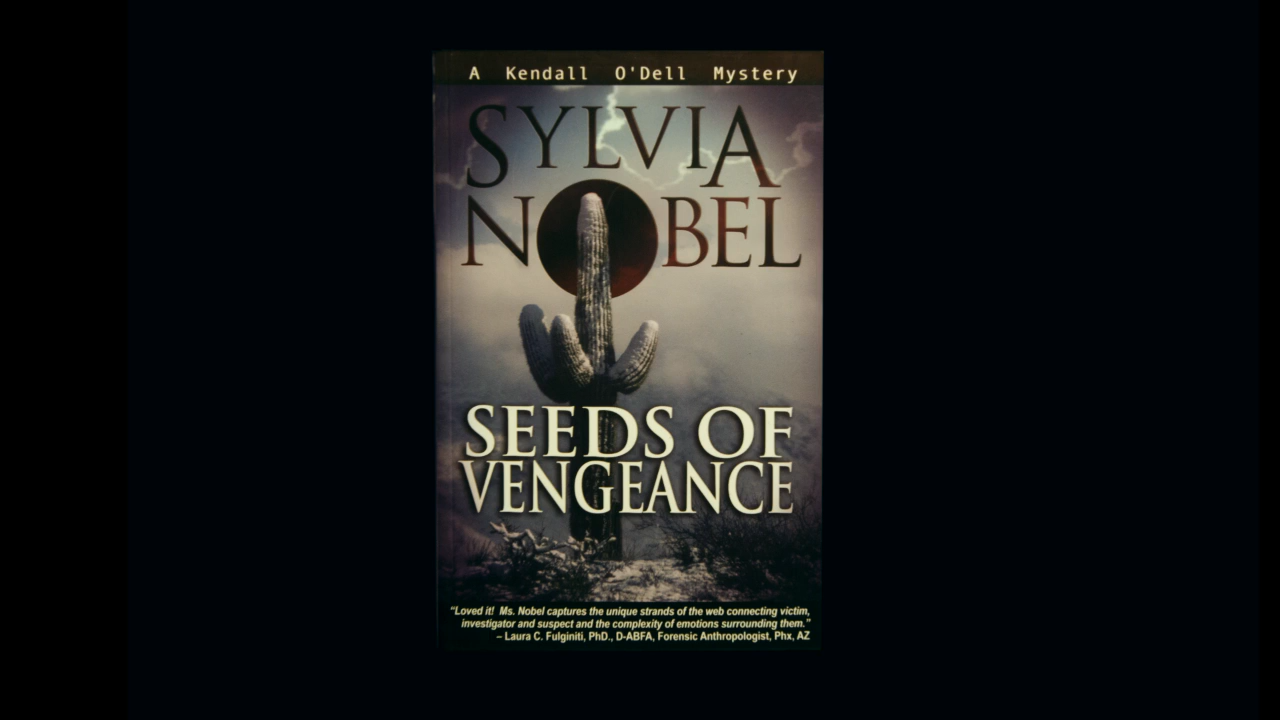 A Kendall O'Dell Mystery
SYLVIA
NOBEL
SEEDS OF
VENGEANCE
"Loved it! Ms. Nobel captures the unique strands of the web connecting victim,
investigator and suspect and the complexity of emotions surrounding them."
– Laura C. Fulginiti, PhD., D-ABFA, Forensic Anthropologist, Phx, AZ